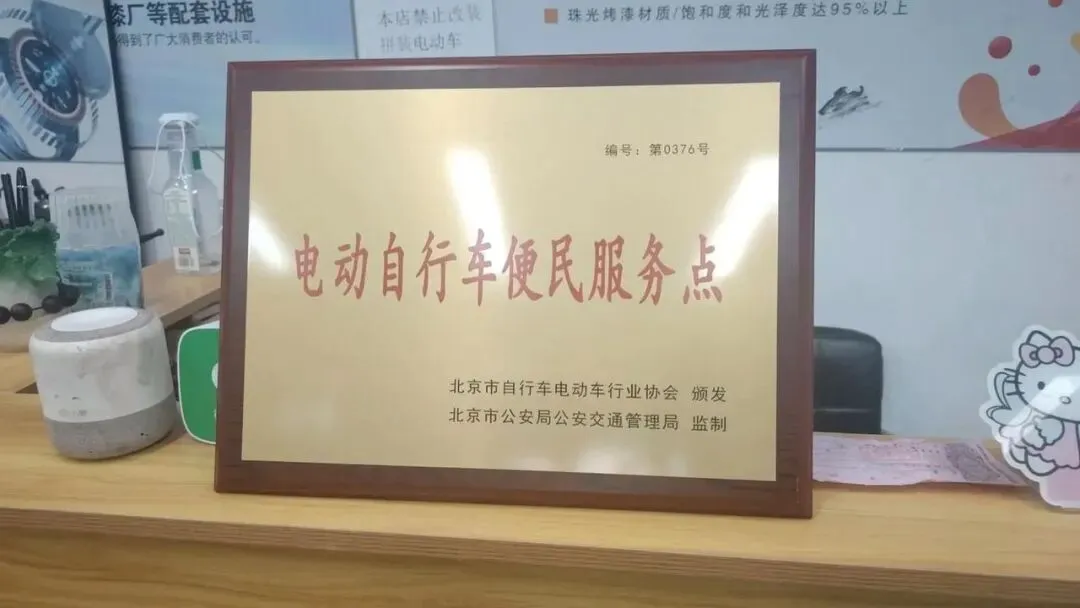 漆厂等配套设施
得到了广大消费者的认可。
本店禁止改装
拼装电动车
珠光烤漆材质/饱和度和光泽度达95%以上
编号：第0376号
电动自行车便民服务点
北京市自行车电动车行业协会 颁发
北京市公安局公安交通管理局 监制